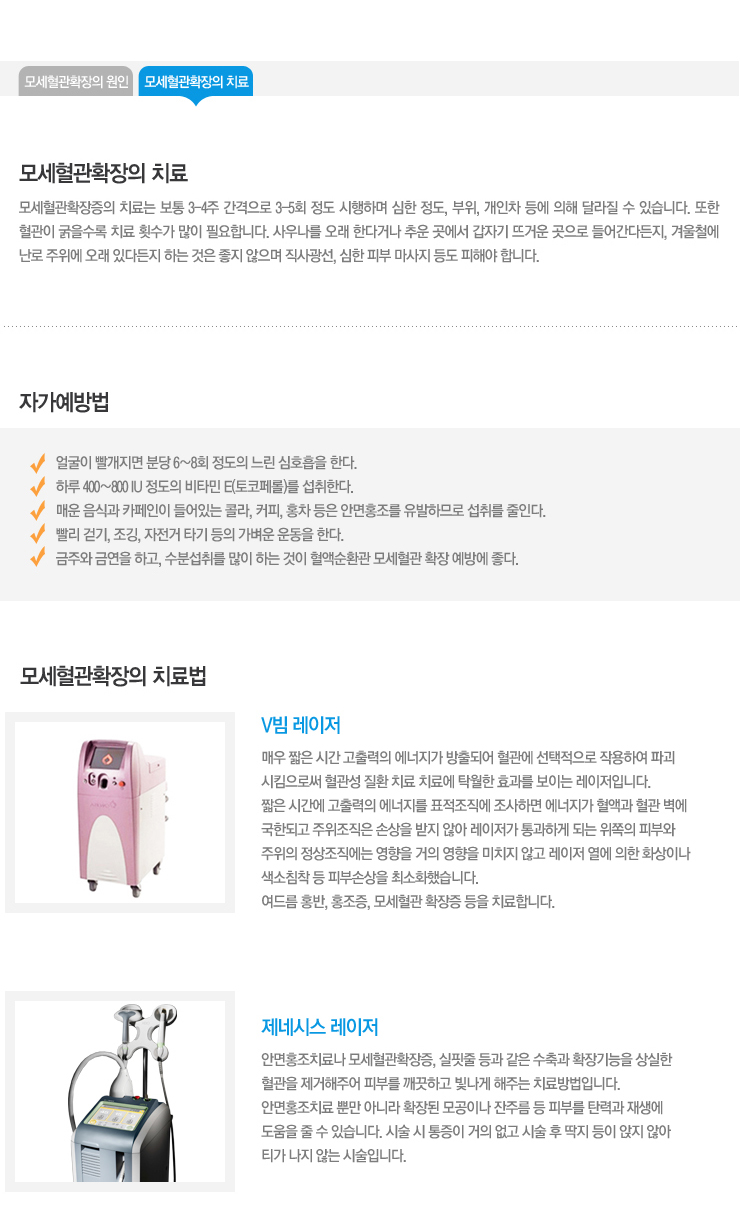 모세혈관확장의 원인
모세혈관확장의 치료
모세혈관확장의 치료
모세혈관확장증의 치료는 보통 3-4주 간격으로 3-5회 정도 시행하며 심한 정도, 부위, 개인차 등에 의해 달라질 수 있습니다. 또한
혈관이 굵을수록 치료 횟수가 많이 필요합니다. 사우나를 오래 한다거나 추운 곳에서 갑자기 뜨거운 곳으로 들어간다든지, 겨울철에
난로 주위에 오래 있다든지 하는 것은 좋지 않으며 직사광선, 심한 피부 마사지 등도 피해야 합니다.
자가예방법
얼굴이 빨개지면 분당 6~8회 정도의 느린 심호흡을 한다.
하루 400~800 IU 정도의 비타민 E(토코페롤)를 섭취한다.
매운 음식과 카페인이 들어있는 콜라, 커피, 홍차 등은 안면홍조를 유발하므로 섭취를 줄인다.
빨리 걷기, 조깅, 자전거 타기 등의 가벼운 운동을 한다.
금주와 금연을 하고, 수분섭취를 많이 하는 것이 혈액순환관 모세혈관 확장 예방에 좋다.
모세혈관확장의 치료법
V빔 레이저
매우 짧은 시간 고출력의 에너지가 방출되어 혈관에 선택적으로 작용하여 파괴
시킴으로써 혈관성 질환 치료 치료에 탁월한 효과를 보이는 레이저입니다.
짧은 시간에 고출력의 에너지를 표적조직에 조사하면 에너지가 혈액과 혈관 벽에
국한되고 주위조직은 손상을 받지 않아 레이저가 통과하게 되는 위쪽의 피부와
주위의 정상조직에는 영향을 거의 영향을 미치지 않고 레이저 열에 의한 화상이나
색소침착 등 피부손상을 최소화했습니다.
여드름 홍반, 홍조증, 모세혈관 확장증 등을 치료합니다.
제네시스 레이저
안면홍조치료나 모세혈관확장증, 실핏줄 등과 같은 수축과 확장기능을 상실한
혈관을 제거해주어 피부를 깨끗하고 빛나게 해주는 치료방법입니다.
안면홍조치료 뿐만 아니라 확장된 모공이나 잔주름 등 피부를 탄력과 재생에
도움을 줄 수 있습니다. 시술 시 통증이 거의 없고 시술 후 딱지 등이 앉지 않아
티가 나지 않는 시술입니다.